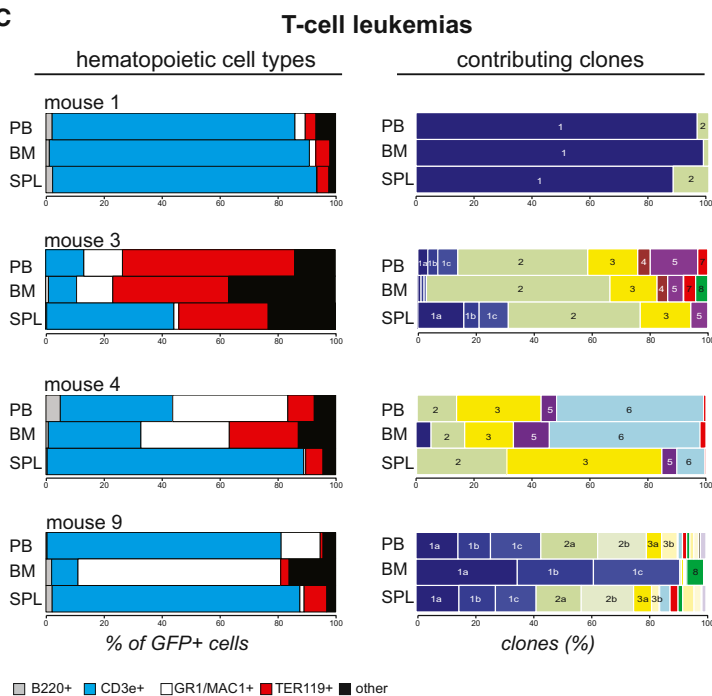 C
T-cell leukemias
hematopoietic cell types contributing clones
mouse 1
PB PB 1 2
BM BM 1
SPL SPL 1 2
0 20 40 60 80 100 0 20 40 60 80 100
mouse 3
PB PB 1a 1b 1c 2 3 4 5 7
BM BM 2 3 4 5 7 8
SPL SPL 1a 1b 1c 2 3 5
0 20 40 60 80 100 0 20 40 60 80 100
mouse 4
PB PB 2 3 5 6
BM BM 2 3 5 6
SPL SPL 2 3 5 6
0 20 40 60 80 100 0 20 40 60 80 100
mouse 9
PB PB 1a 1b 1c 2a 2b 3a 3b
BM BM 1a 1b 1c 8
SPL SPL 1a 1b 1c 2a 2b 3a 3b
0 20 40 60 80 100 0 20 40 60 80 100
% of GFP+ cells clones (%)
B220+ CD3e+ GR1/MAC1+ TER119+ other